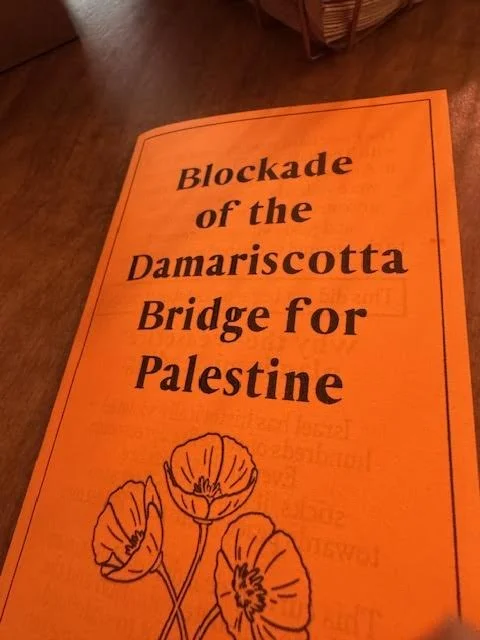 Blockade
of the
Damariscotta
Bridge for
Palestine